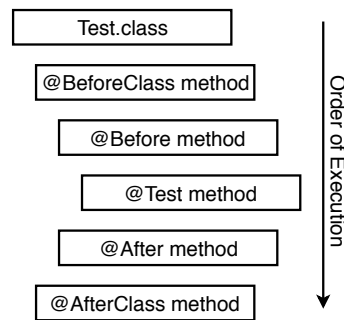 Test.class
@BeforeClass method
@Before method
@Test method
@After method
@AfterClass method
Order of Execution